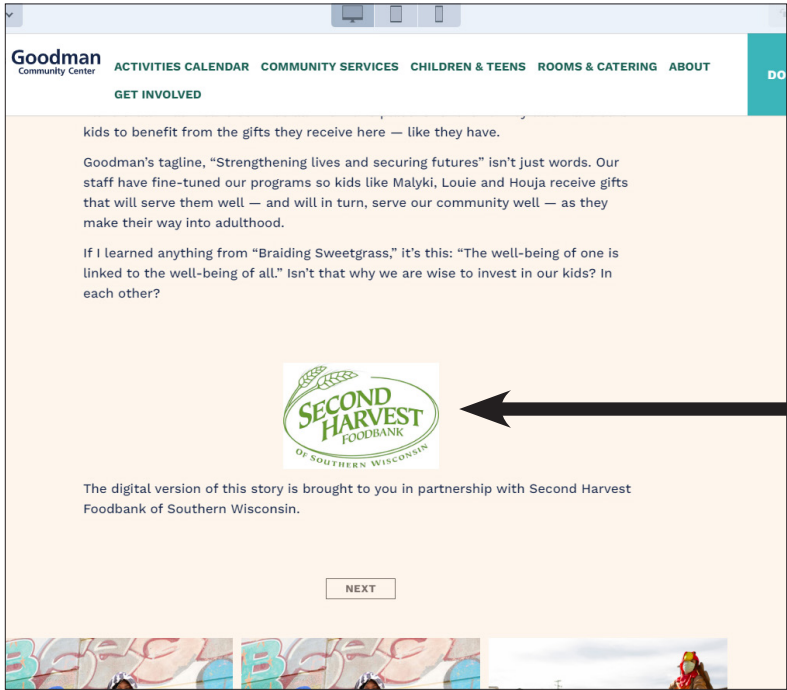 Goodman
Community Center
ACTIVITIES CALENDAR COMMUNITY SERVICES CHILDREN & TEENS ROOMS & CATERING ABOUT
DO
GET INVOLVED
kids to benefit from the gifts they receive here — like they have.
Goodman’s tagline, “Strengthening lives and securing futures” isn’t just words. Our
staff have fine-tuned our programs so kids like Malyki, Louie and Houja receive gifts
that will serve them well — and will in turn, serve our community well — as they
make their way into adulthood.
If I learned anything from “Braiding Sweetgrass,” it’s this: “The well-being of one is
linked to the well-being of all.” Isn’t that why we are wise to invest in our kids? In
each other?
SECOND
HARVEST
FOODBANK
OF SOUTHERN WISCONSIN
The digital version of this story is brought to you in partnership with Second Harvest
Foodbank of Southern Wisconsin.
NEXT